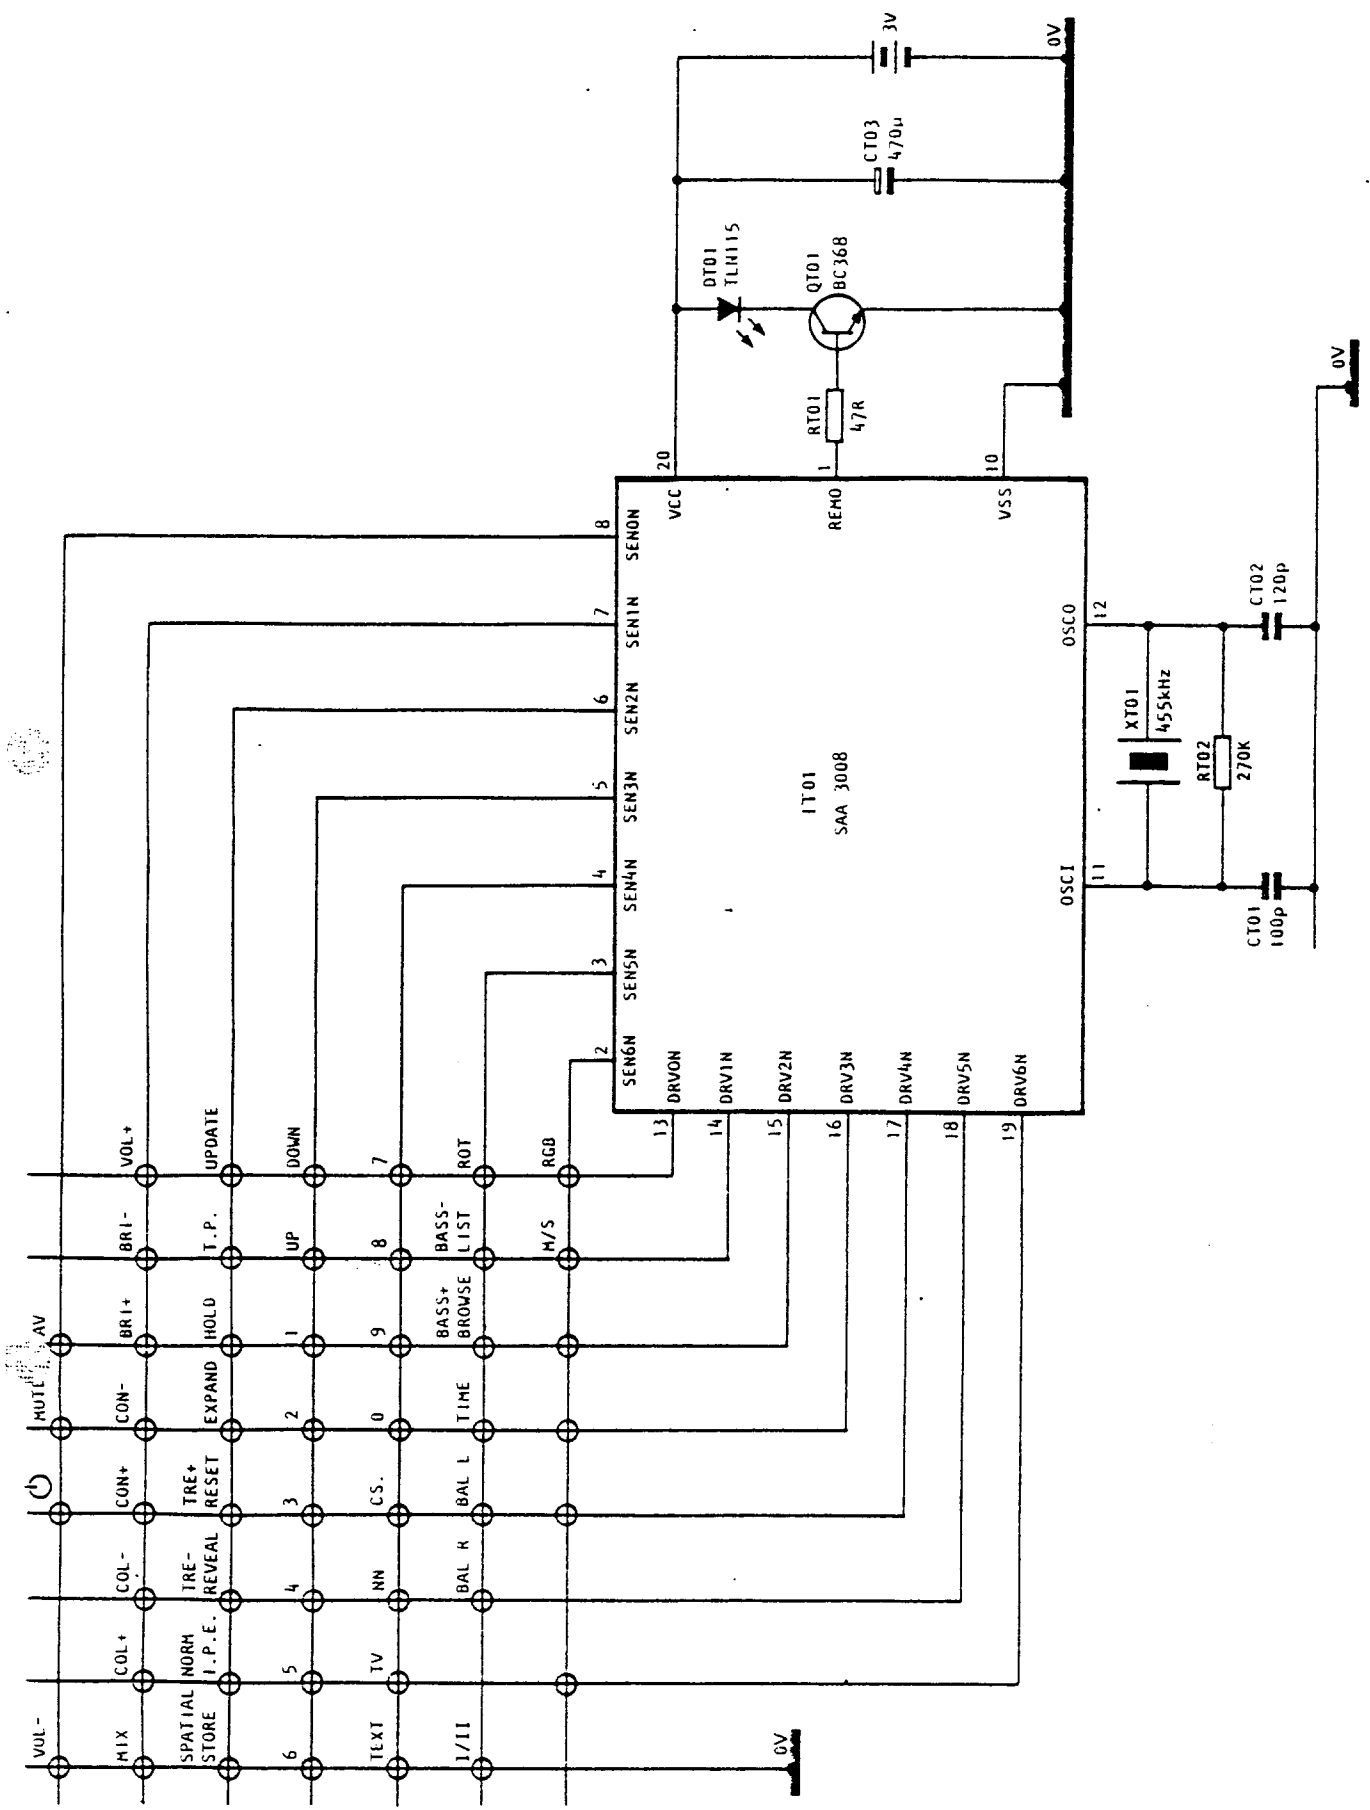 VOL-
MIX
SPATIAL
STORE
6
TEXT
I/II
0V
COL+
NORM
I.P.E.
5
TV
COL-
TRE-
REVEAL
4
NN
BAL R
CON+
TRE+
RESET
3
CS.
BAL L
MUTE
CON-
EXPAND
2
0
TIME
AV
BRI+
HOLD
1
9
BASS+
BROWSE
BRI-
T.P.
UP
8
BASS-
LIST
M/S
VOL+
UPDATE
DOWN
7
ROT
RGB
2
SEN6N
3
SEN5N
4
SEN4N
5
SEN3N
6
SEN2N
7
SEN1N
8
SEN0N
13
DRV0N
14
DRV1N
15
DRV2N
16
DRV3N
17
DRV4N
18
DRV5N
19
DRV6N
IT01
SAA 3008
20
VCC
1
REMO
10
VSS
OSCI
11
OSCO
12
XT01
455kHz
RT02
270K
CT01
100p
CT02
120p
0V
RT01
47R
DT01
TLN115
QT01
BC368
CT03
470µ
3V
0V